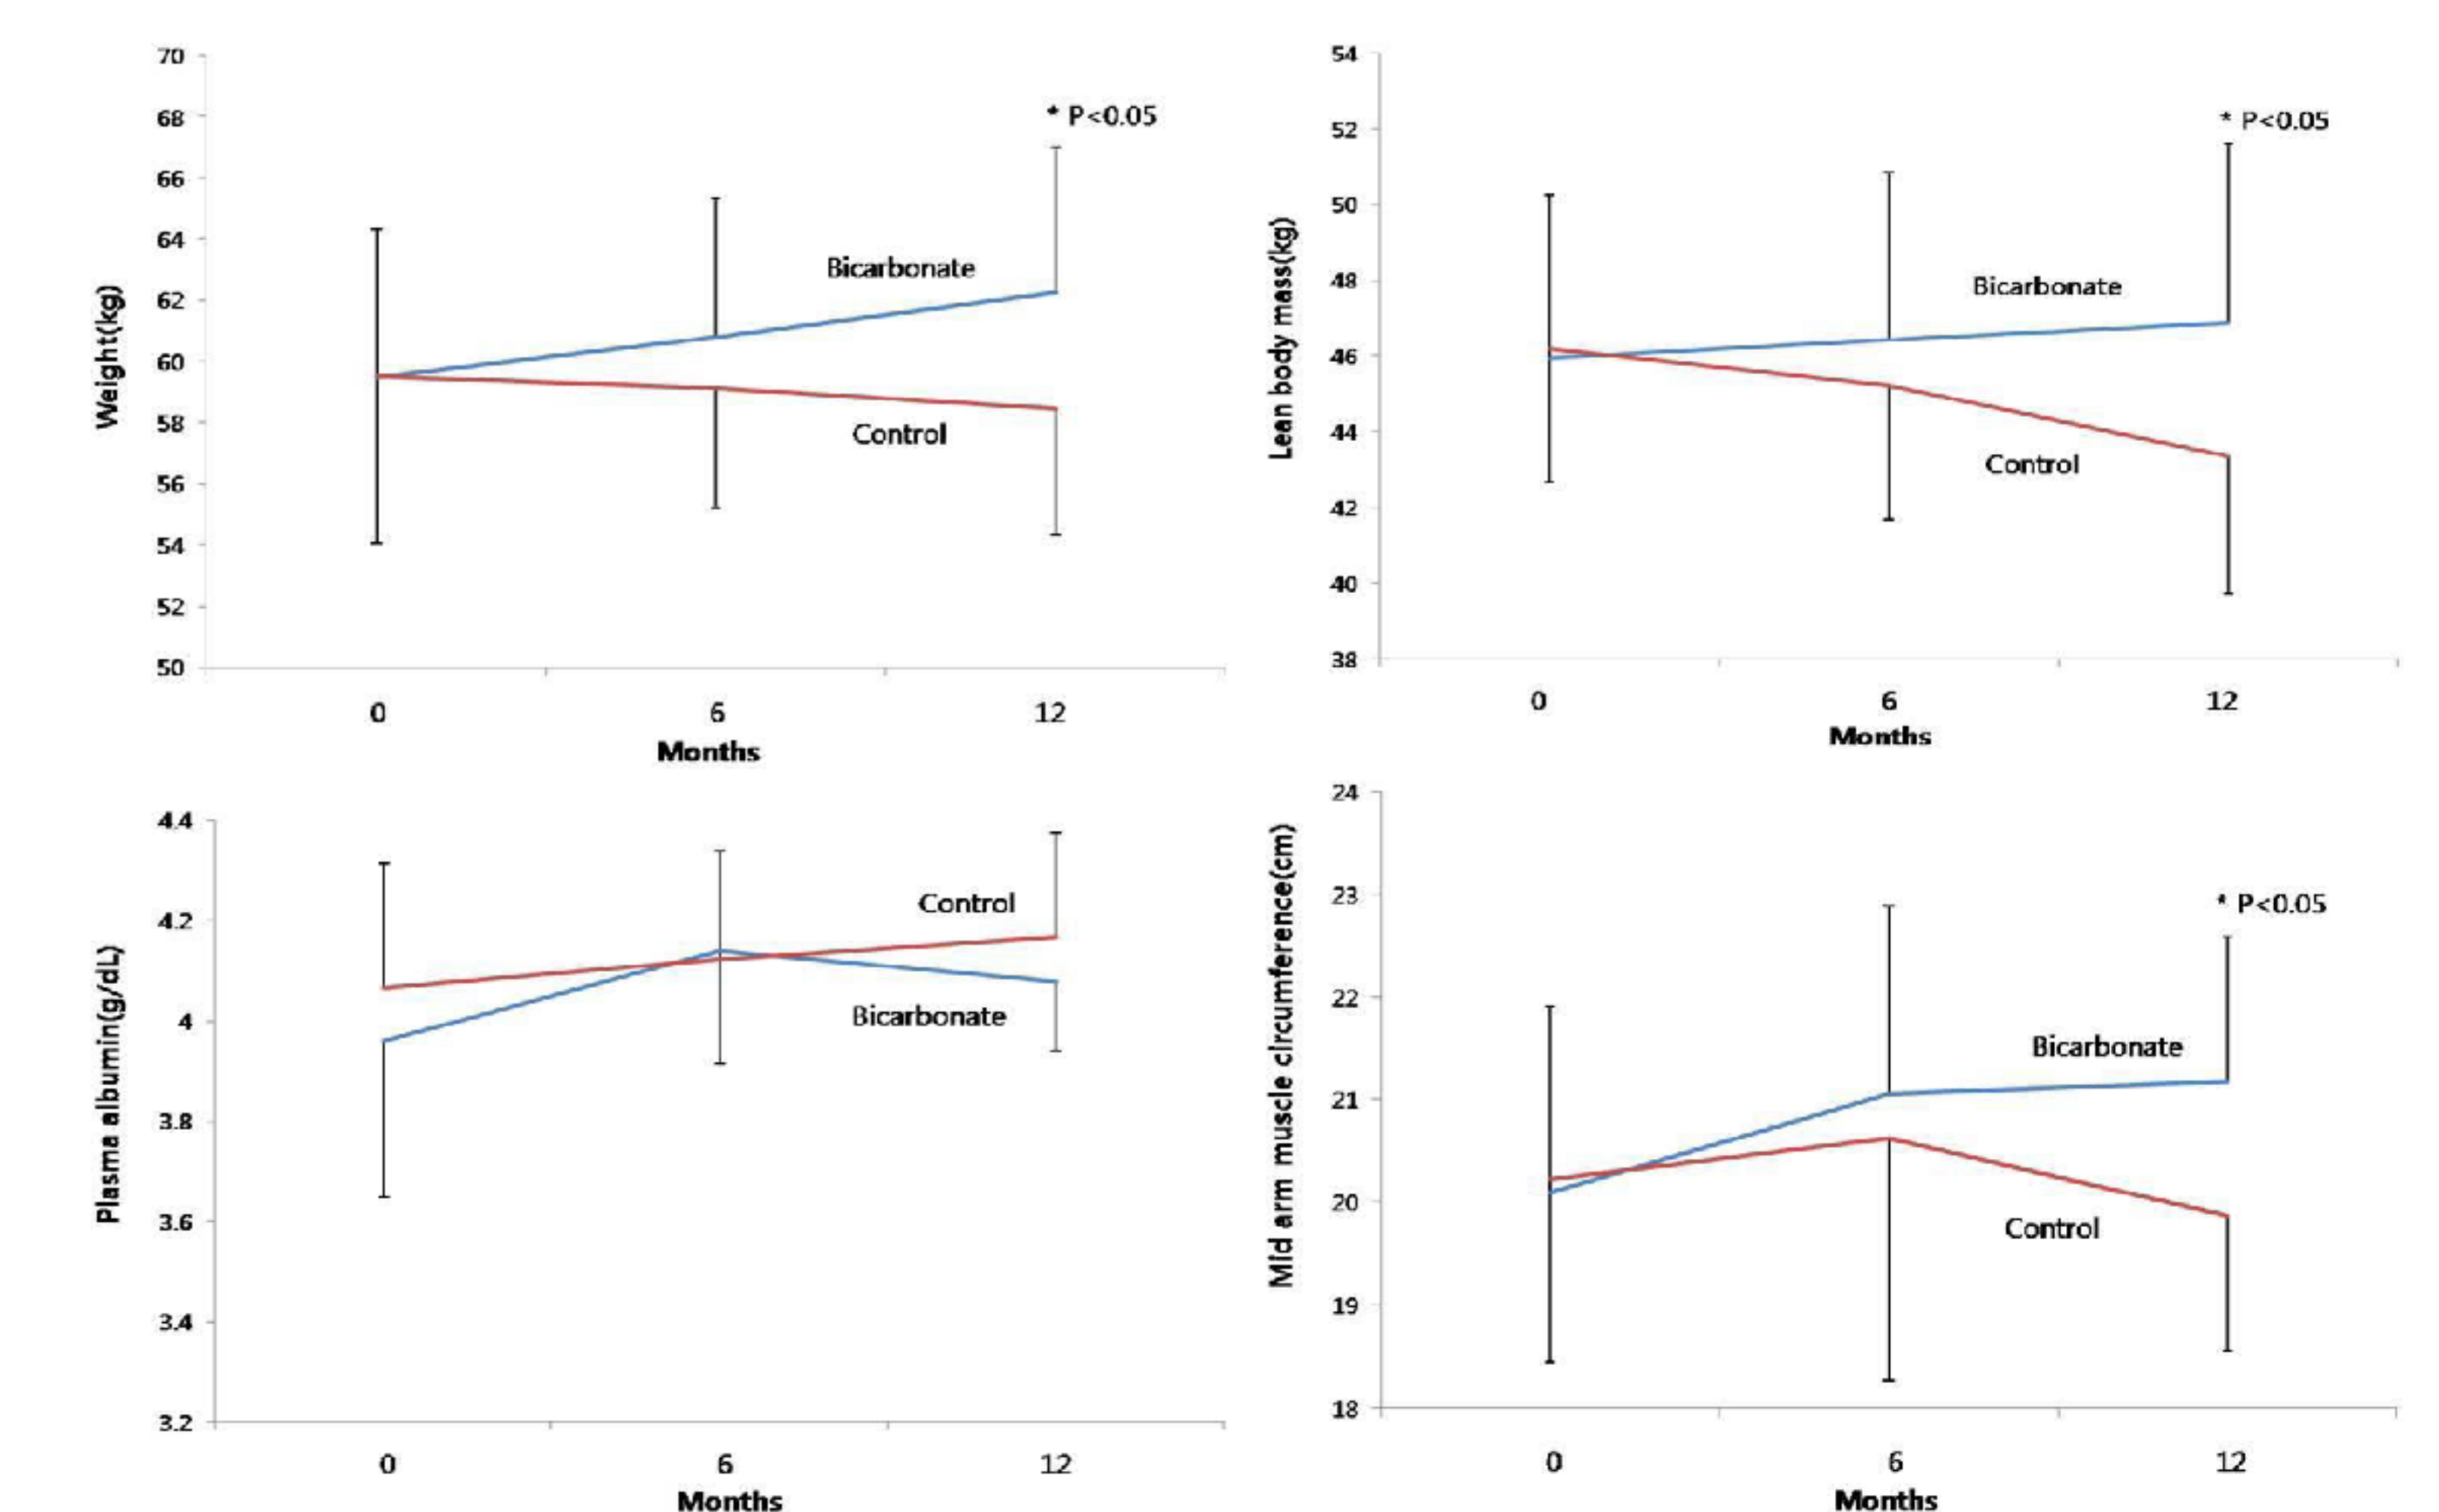 Weight(kg)
70
68
66
64
62
60
58
56
54
52
50
* P<0.05
Bicarbonate
Control
0 6 12
Months
Lean body mass(kg)
54
52
50
48
46
44
42
40
38
* P<0.05
Bicarbonate
Control
0 6 12
Months
Plasma albumin(g/dL)
4.4
4.2
4
3.8
3.6
3.4
3.2
Control
Bicarbonate
0 6 12
Months
Mid arm muscle circumference(cm)
24
23
22
21
20
19
18
* P<0.05
Bicarbonate
Control
0 6 12
Months